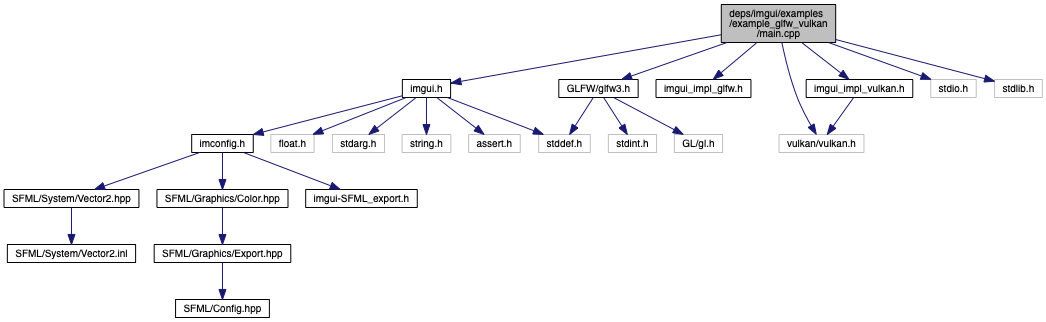 deps/imgui/examples
/example_glfw_vulkan
/main.cpp
imgui.h
GLFW/glfw3.h
imgui_impl_glfw.h
imgui_impl_vulkan.h
stdio.h
stdlib.h
imconfig.h
float.h
stdarg.h
string.h
assert.h
stddef.h
stdint.h
GL/gl.h
vulkan/vulkan.h
SFML/System/Vector2.hpp
SFML/Graphics/Color.hpp
imgui-SFML_export.h
SFML/System/Vector2.inl
SFML/Graphics/Export.hpp
SFML/Config.hpp